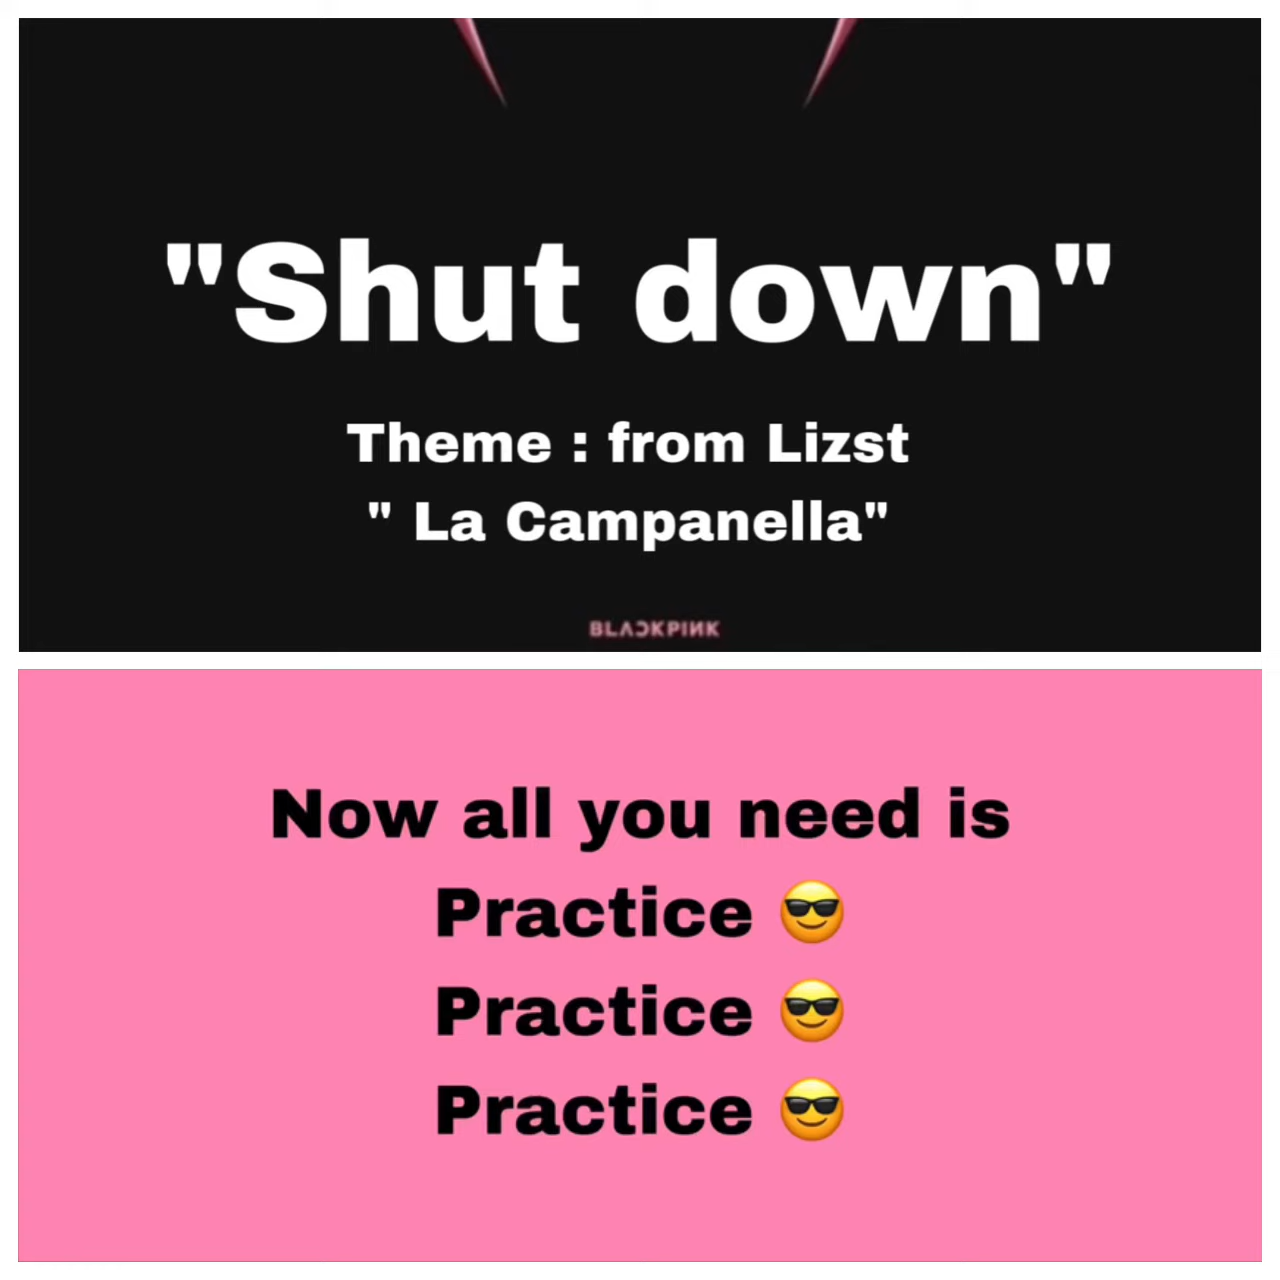 "Shut down"
Theme : from Lizst
" La Campanella"
BLACKPINK
Now all you need is
Practice 😎
Practice 😎
Practice 😎